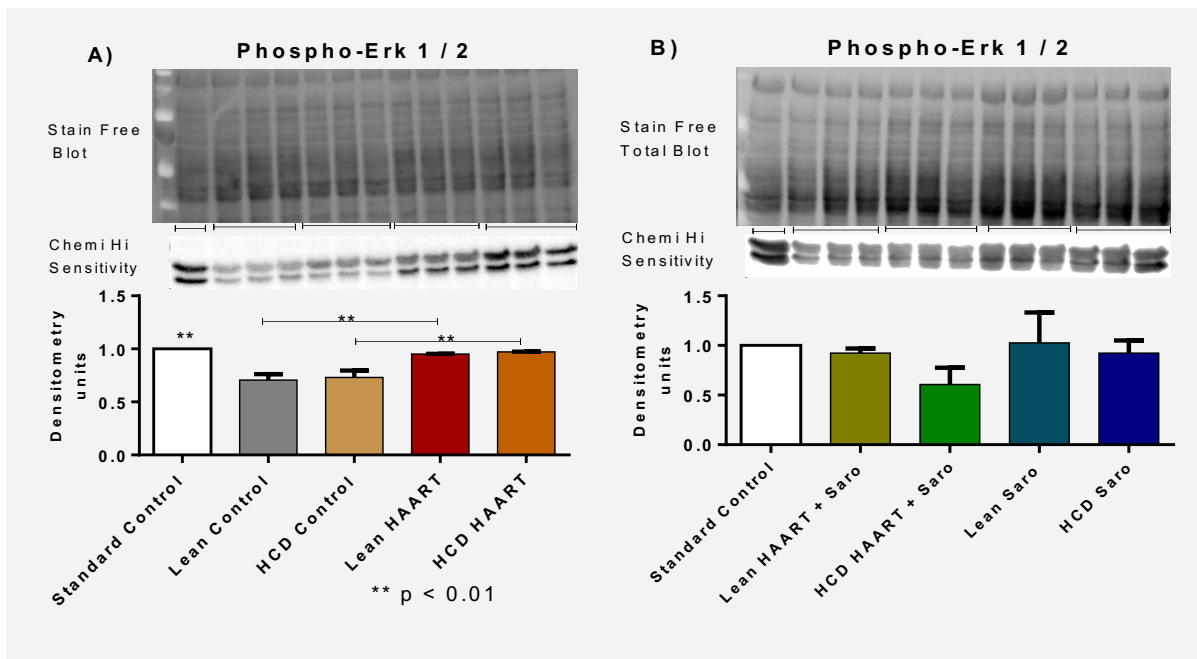 A)
Phospho-Erk 1 / 2
Stain Free
Blot
Chemi Hi
Sensitivity
Densitometry
units
1.5
1.0
0.5
0.0
**
**
**
Standard Control
Lean Control
HCD Control
Lean HAART
HCD HAART
** p < 0.01
B)
Phospho-Erk 1 / 2
Stain Free
Total Blot
Chemi Hi
Sensitivity
Densitometry
units
1.5
1.0
0.5
0.0
Standard Control
Lean HAART + Saro
HCD HAART + Saro
Lean Saro
HCD Saro